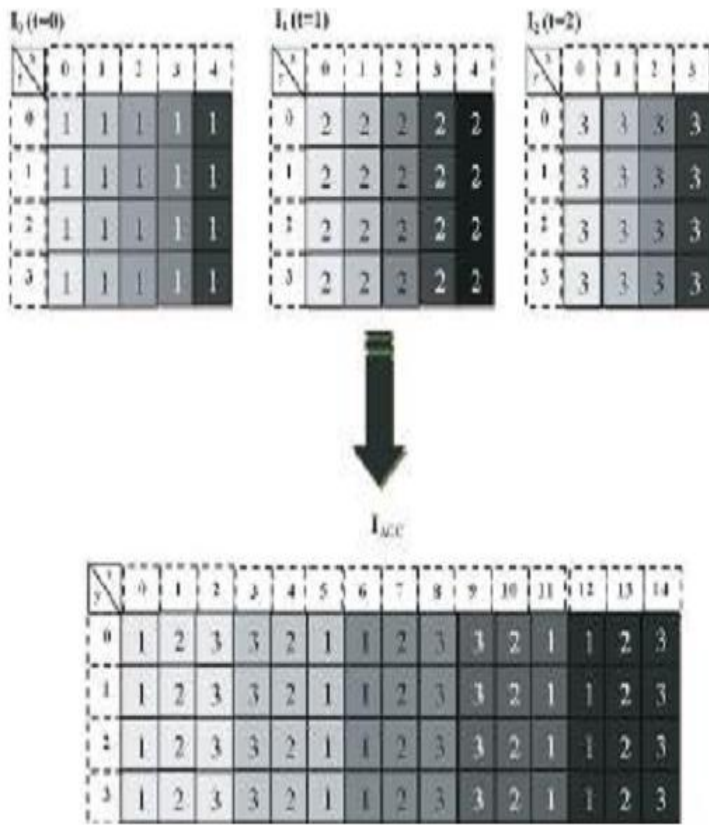 I₀ (t=0) I₁ (t=1) I₂ (t=2)
x 0 1 2 3 4 x 0 1 2 3 4 x 0 1 2 3
y y y
0 1 1 1 1 1 0 2 2 2 2 2 0 3 3 3 3
1 1 1 1 1 1 1 2 2 2 2 2 1 3 3 3 3
2 1 1 1 1 1 2 2 2 2 2 2 2 3 3 3 3
3 1 1 1 1 1 3 2 2 2 2 2 3 3 3 3 3
I_ACC
x 0 1 2 3 4 5 6 7 8 9 10 11 12 13 14
y
0 1 2 3 3 2 1 1 2 3 3 2 1 1 2 3
1 1 2 3 3 2 1 1 2 3 3 2 1 1 2 3
2 1 2 3 3 2 1 1 2 3 3 2 1 1 2 3
3 1 2 3 3 2 1 1 2 3 3 2 1 1 2 3